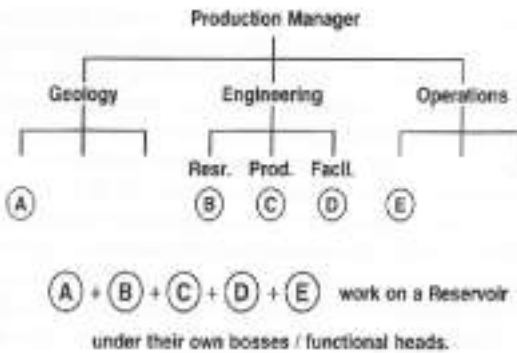 Production Manager
Geology Engineering Operations
Resr. Prod. Facil.
A B C D E
A + B + C + D + E work on a Reservoir
under their own bosses / functional heads.